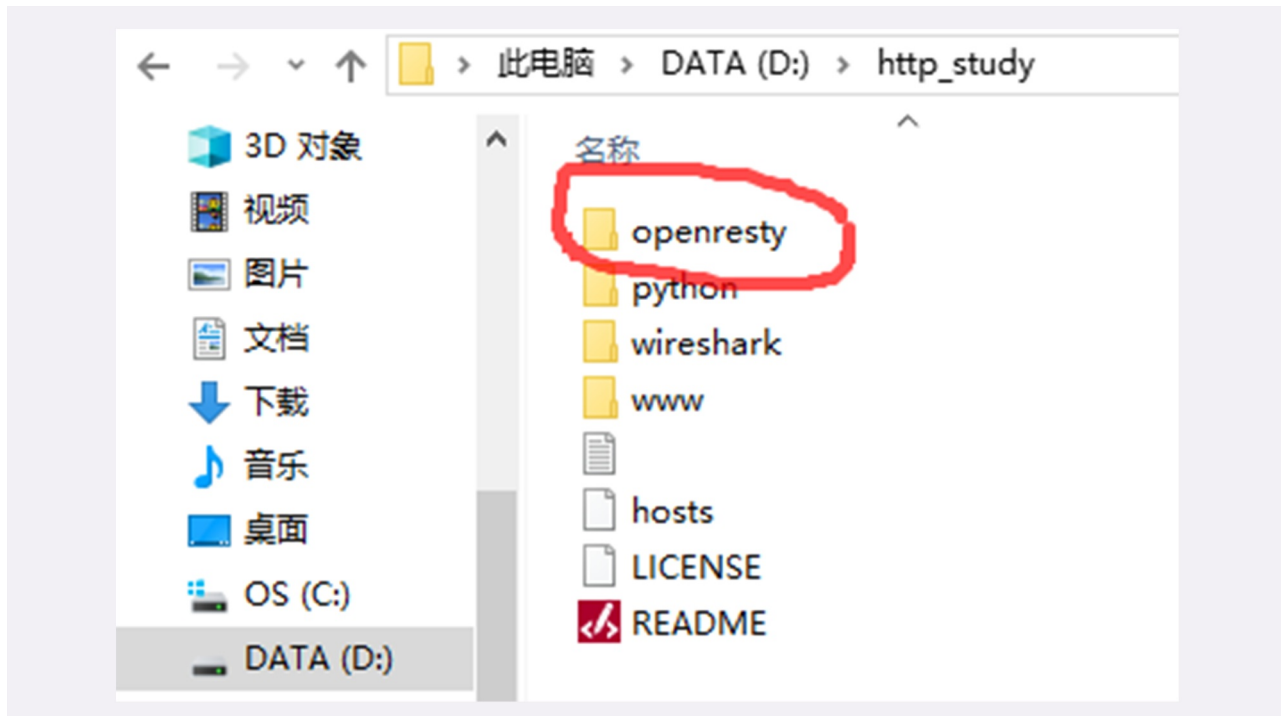 此电脑 > DATA (D:) > http_study
3D 对象
视频
图片
文档
下载
音乐
桌面
OS (C:)
DATA (D:)
名称
openresty
python
wireshark
www
hosts
LICENSE
README